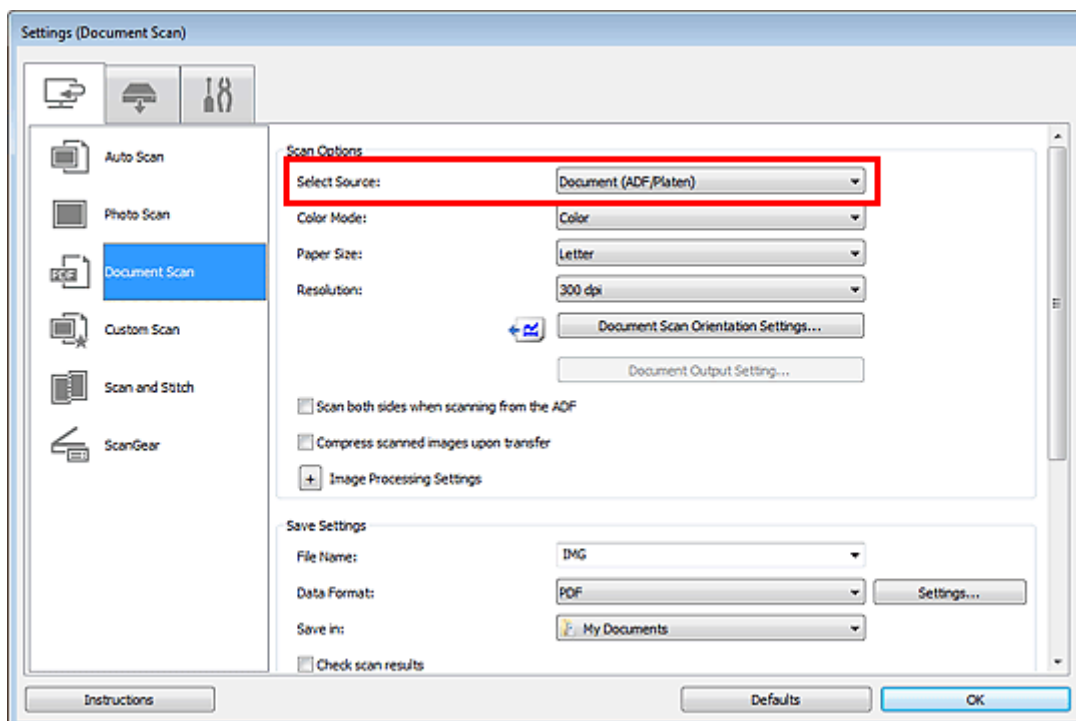 Settings (Document Scan)
Auto Scan
Photo Scan
PDF
Document Scan
Custom Scan
Scan and Stitch
ScanGear
Scan Options
Select Source: Document (ADF/Platen)
Color Mode: Color
Paper Size: Letter
Resolution: 300 dpi
R Document Scan Orientation Settings...
Document Output Setting...
Scan both sides when scanning from the ADF
Compress scanned images upon transfer
+ Image Processing Settings
Save Settings
File Name: IMG
Data Format: PDF Settings...
Save in: My Documents
Check scan results
Instructions Defaults OK